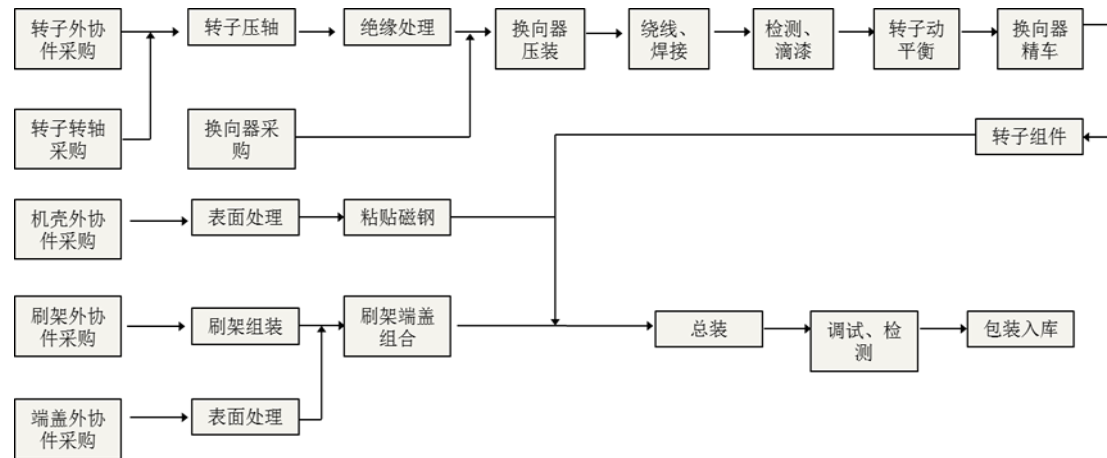 转子外协
件采购
转子压轴
绝缘处理
换向器
压装
绕线、
焊接
检测、
滴漆
转子动
平衡
换向器
精车
转子转轴
采购
换向器采
购
转子组件
机壳外协
件采购
表面处理
粘贴磁钢
刷架外协
件采购
刷架组装
刷架端盖
组合
总装
调试、检
测
包装入库
端盖外协
件采购
表面处理